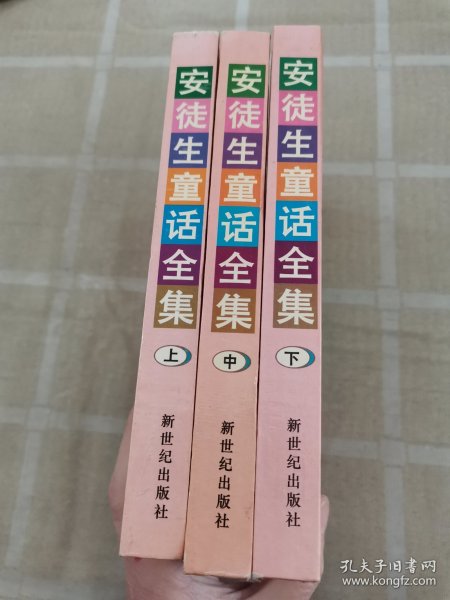 安徒生童话全集
上
新世纪出版社
安徒生童话全集
中
新世纪出版社
安徒生童话全集
下
新世纪出版社
孔夫子旧书网
www.kongfz.com